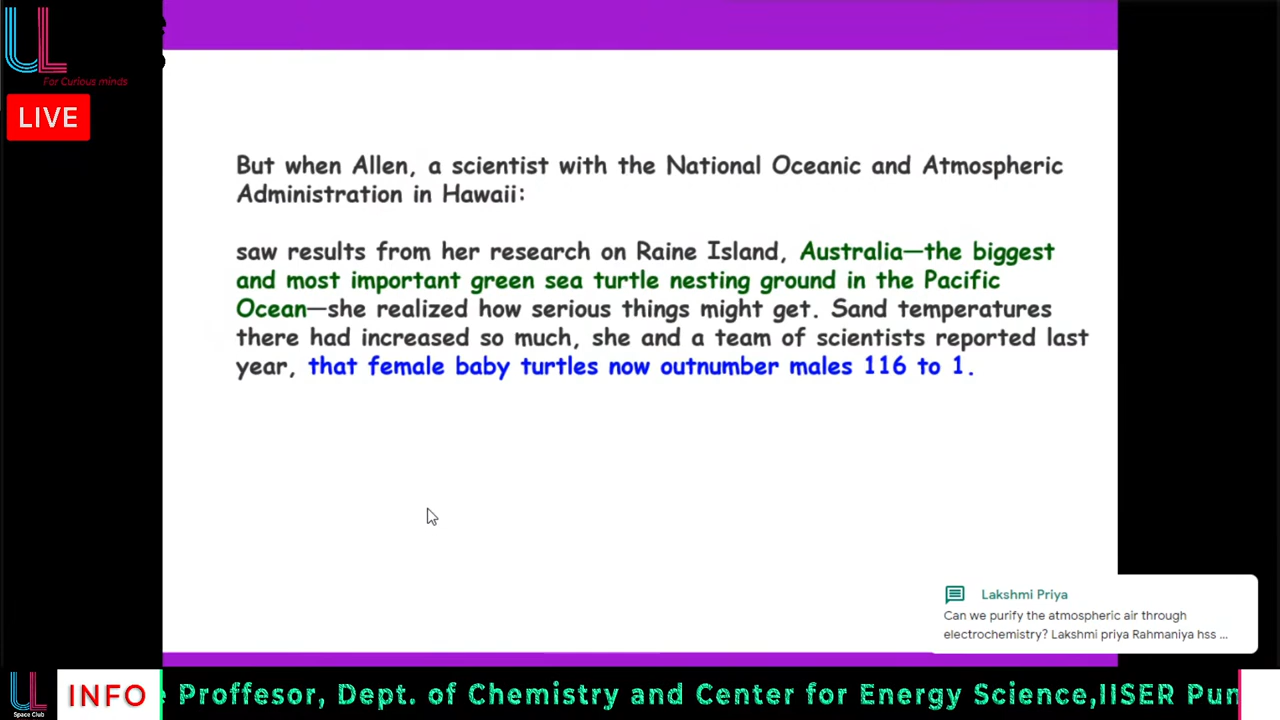 UL
For Curious minds
LIVE
But when Allen, a scientist with the National Oceanic and Atmospheric
Administration in Hawaii:
saw results from her research on Raine Island, Australia—the biggest
and most important green sea turtle nesting ground in the Pacific
Ocean—she realized how serious things might get. Sand temperatures
there had increased so much, she and a team of scientists reported last
year, that female baby turtles now outnumber males 116 to 1.
Lakshmi Priya
Can we purify the atmospheric air through
electrochemistry? Lakshmi priya Rahmaniya hss ...
UL
Space Club
INFO
Proffesor, Dept. of Chemistry and Center for Energy Science,IISER Pun